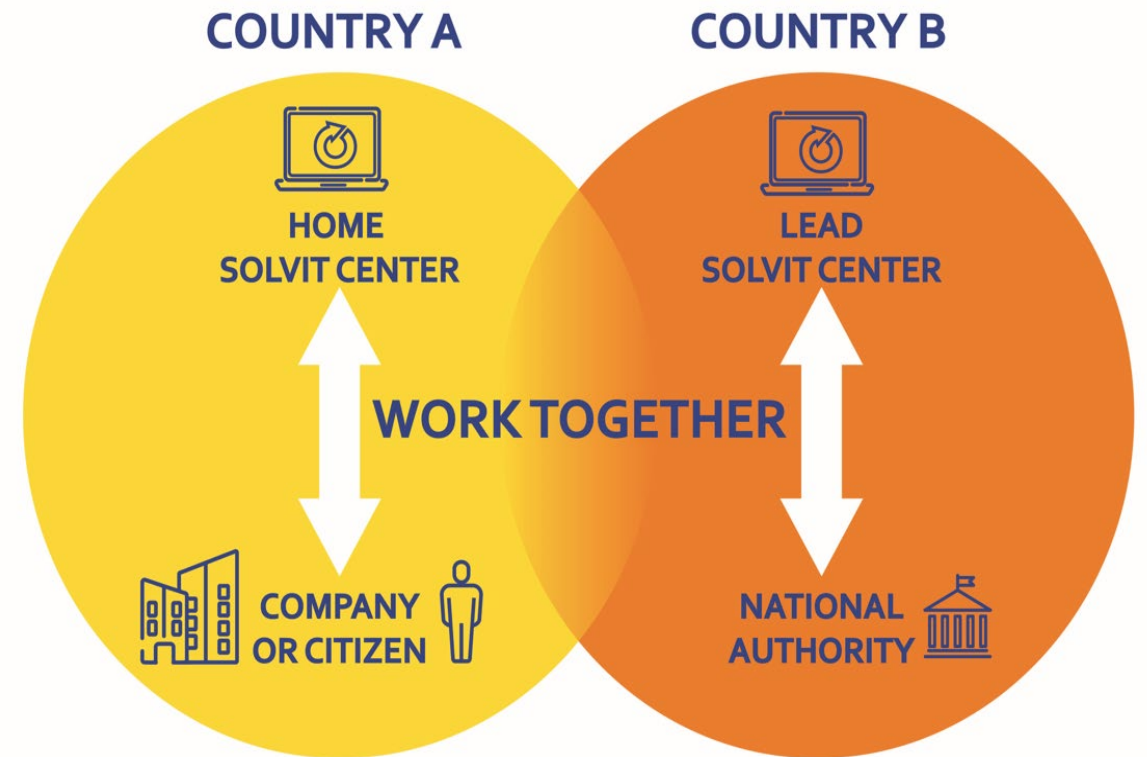 COUNTRY A
COUNTRY B
HOME
SOLVIT CENTER
LEAD
SOLVIT CENTER
WORK TOGETHER
COMPANY
OR CITIZEN
NATIONAL
AUTHORITY